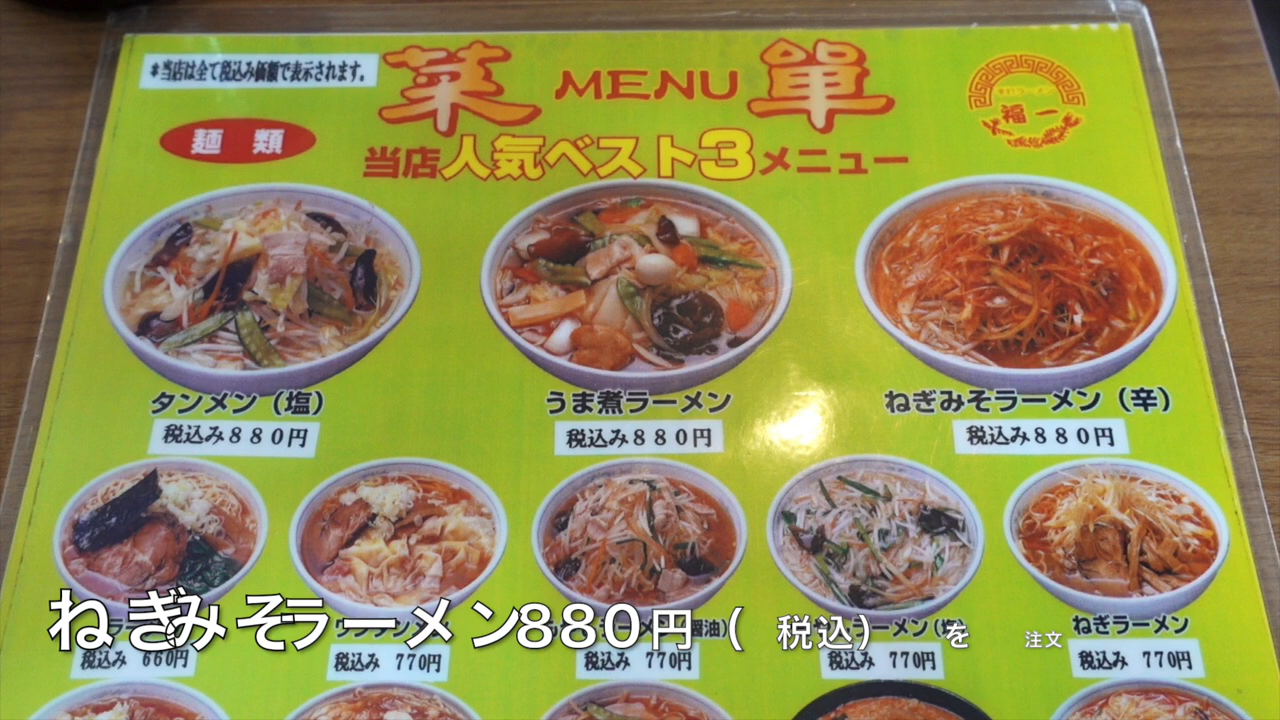 *当店は全て税込み価額で表示されます。
菜 MENU 單
福一
麺類
当店人気ベスト3メニュー
タンメン（塩）
うま煮ラーメン
ねぎみそラーメン（辛）
税込み８８０円
税込み８８０円
税込み８８０円
ねぎラーメン
税込み 660円
税込み 770円
税込み 770円
税込み 770円
税込み 770円
ねぎみそラーメン880円(税込)を注文